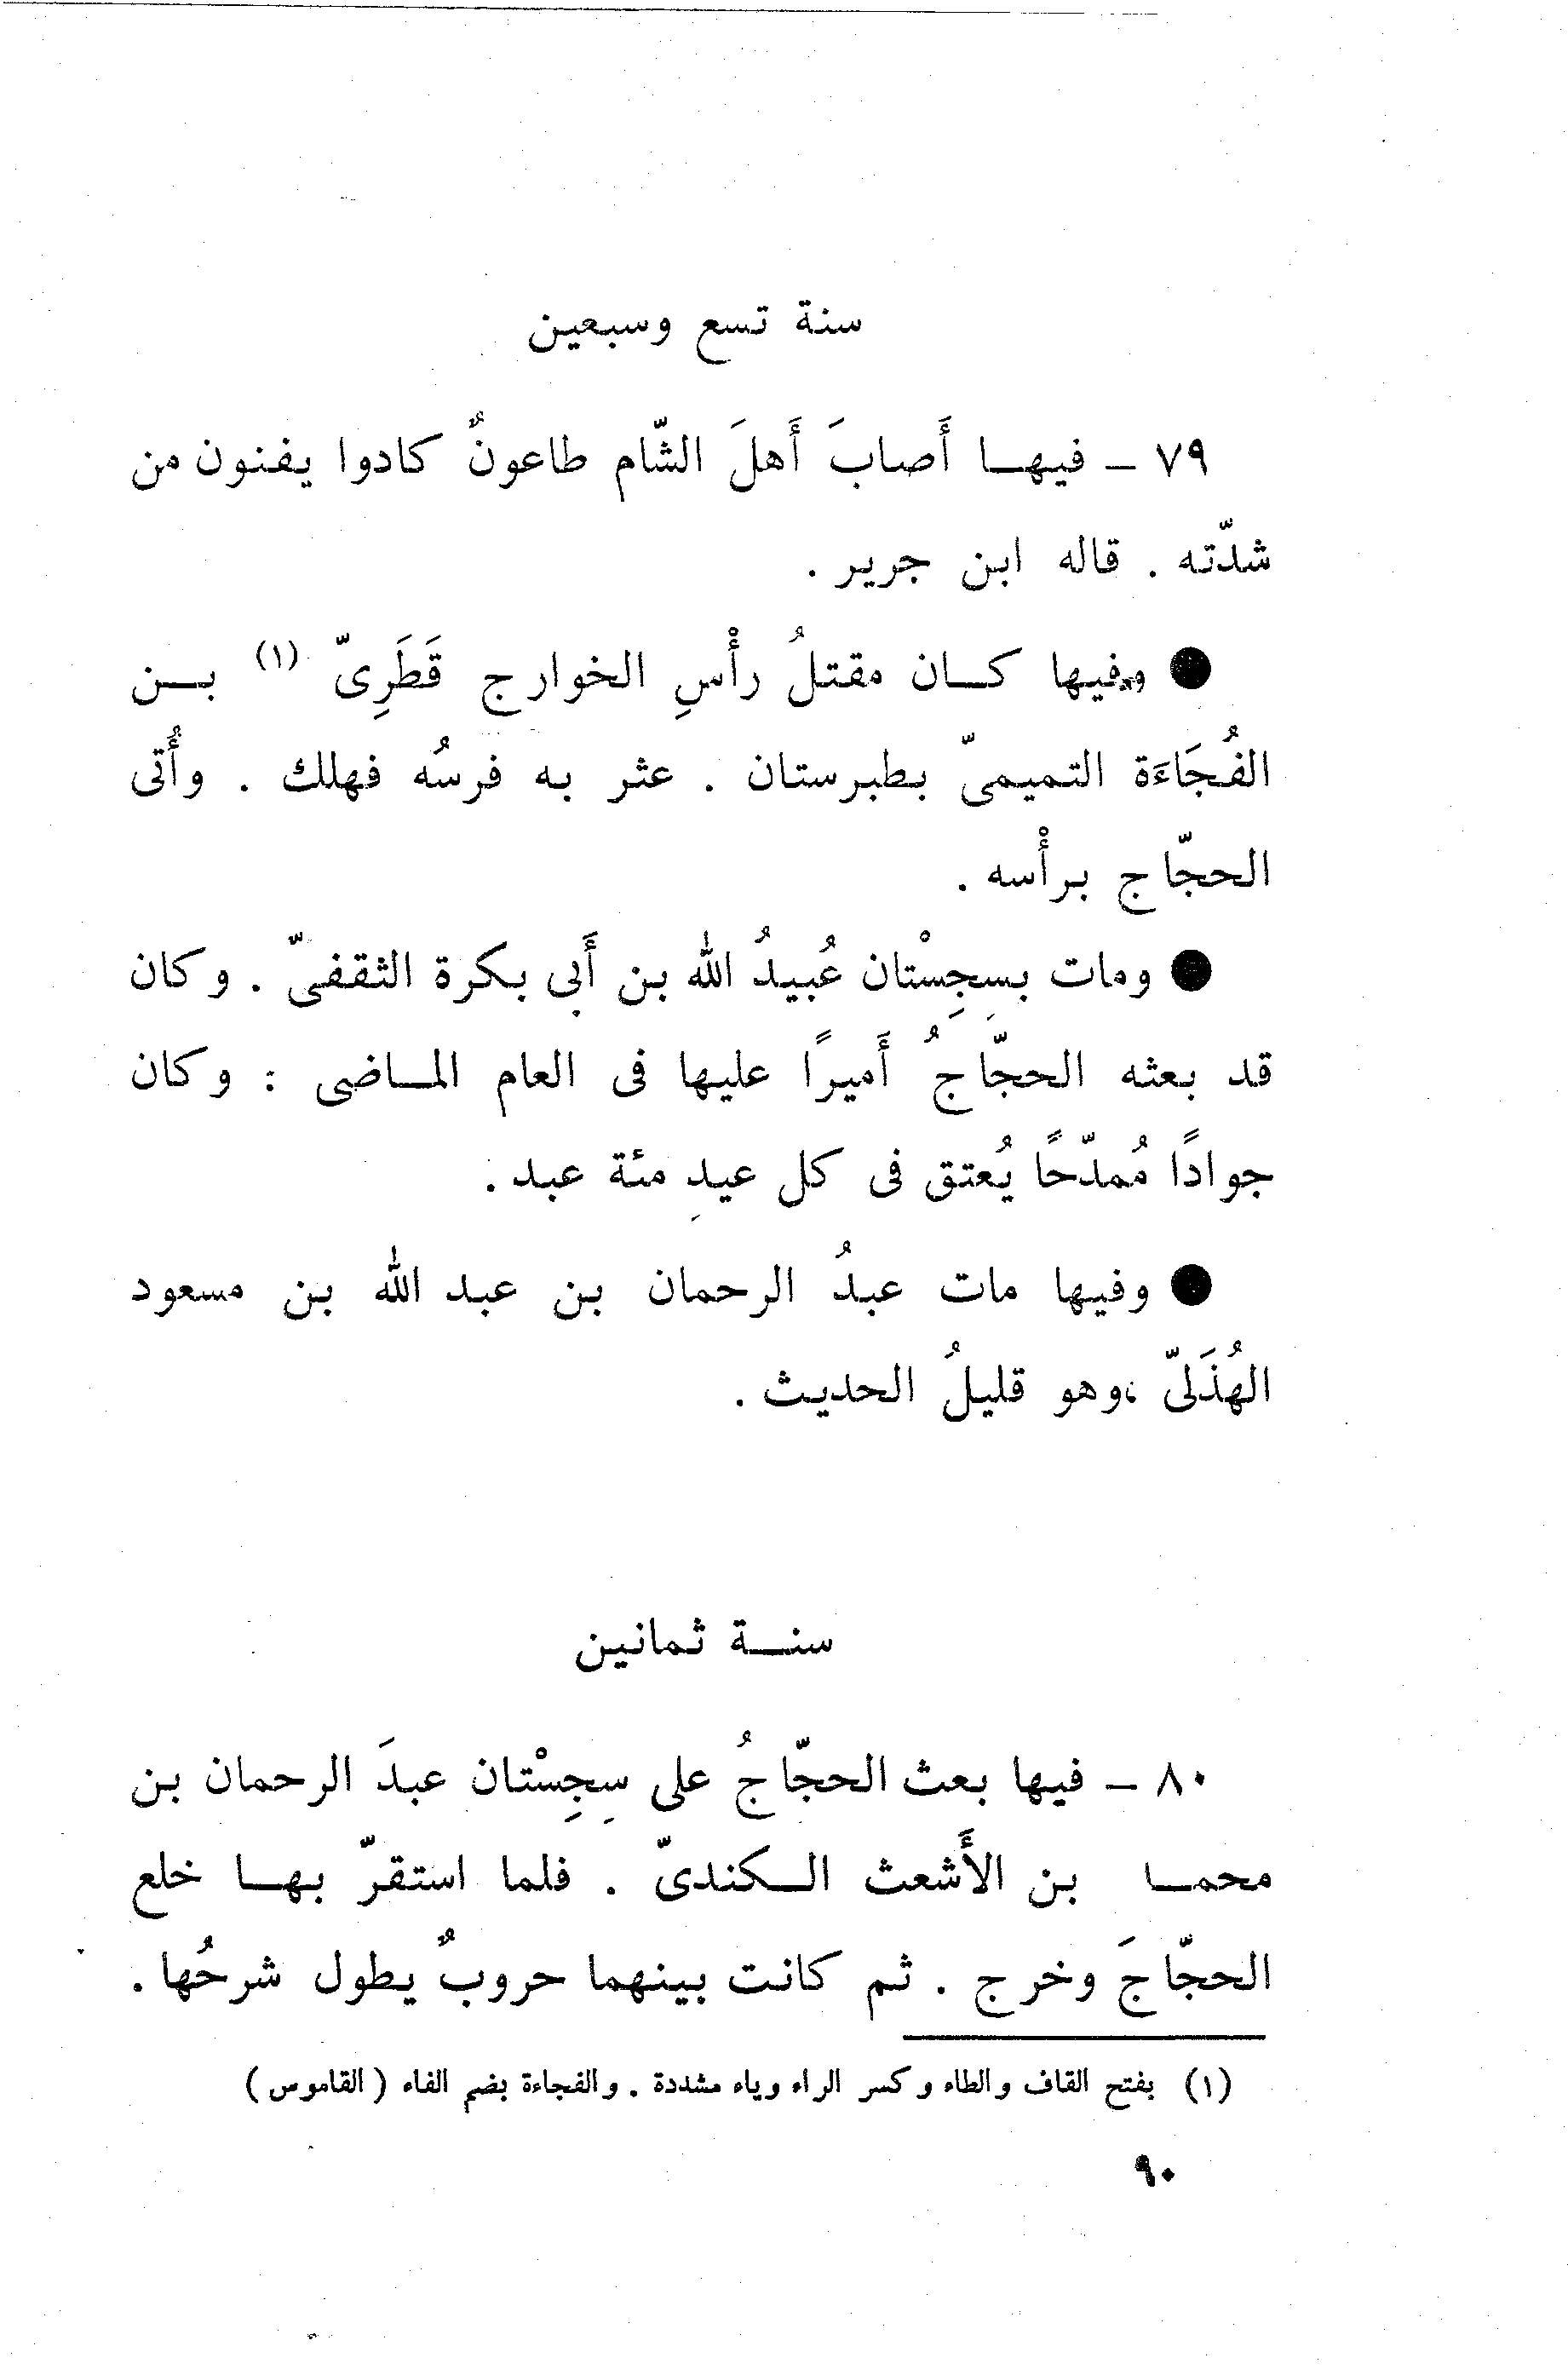 سنة تسع وسبعين
٧٩ - فيهـا أَصابَ أَهلَ الشّام طاعونٌ كادوا يفنون من
شدّته . قاله ابن جرير .
● وفيها كـان مقتلُ رأْسِ الخوارج قَطَرِىّ (١) بـن
الفُجَاءَة التميمىّ بطبرستان . عثر به فرسُه فهلك . وأُتى
الحجّاج برأْسه .
● ومات بسِجِسْتان عُبيدُ الله بن أَبى بكرة الثقفىّ . وكان
قد بعثه الحجّاجُ أَميرًا عليها فى العام المـاضى : وكان
جوادًا مُمدّحًا يُعتق فى كل عيدٍ مئة عبد .
● وفيها مات عبدُ الرحمان بن عبد الله بن مسعود
الهُذَلىّ ، وهو قليلُ الحديث .
سنـة ثمانين
٨٠ - فيها بعث الحجّاجُ على سِجِسْتان عبدَ الرحمان بن
محمـا بن الأَشعث الـكندىّ . فلما استقرّ بهـا خلع
الحجّاجَ وخرج . ثم كانت بينهما حروبٌ يطول شرحُها .
(١) بفتح القاف والطاء وكسر الراء وياء مشددة . والفجاءة بضم الفاء (القاموس)
٩٠